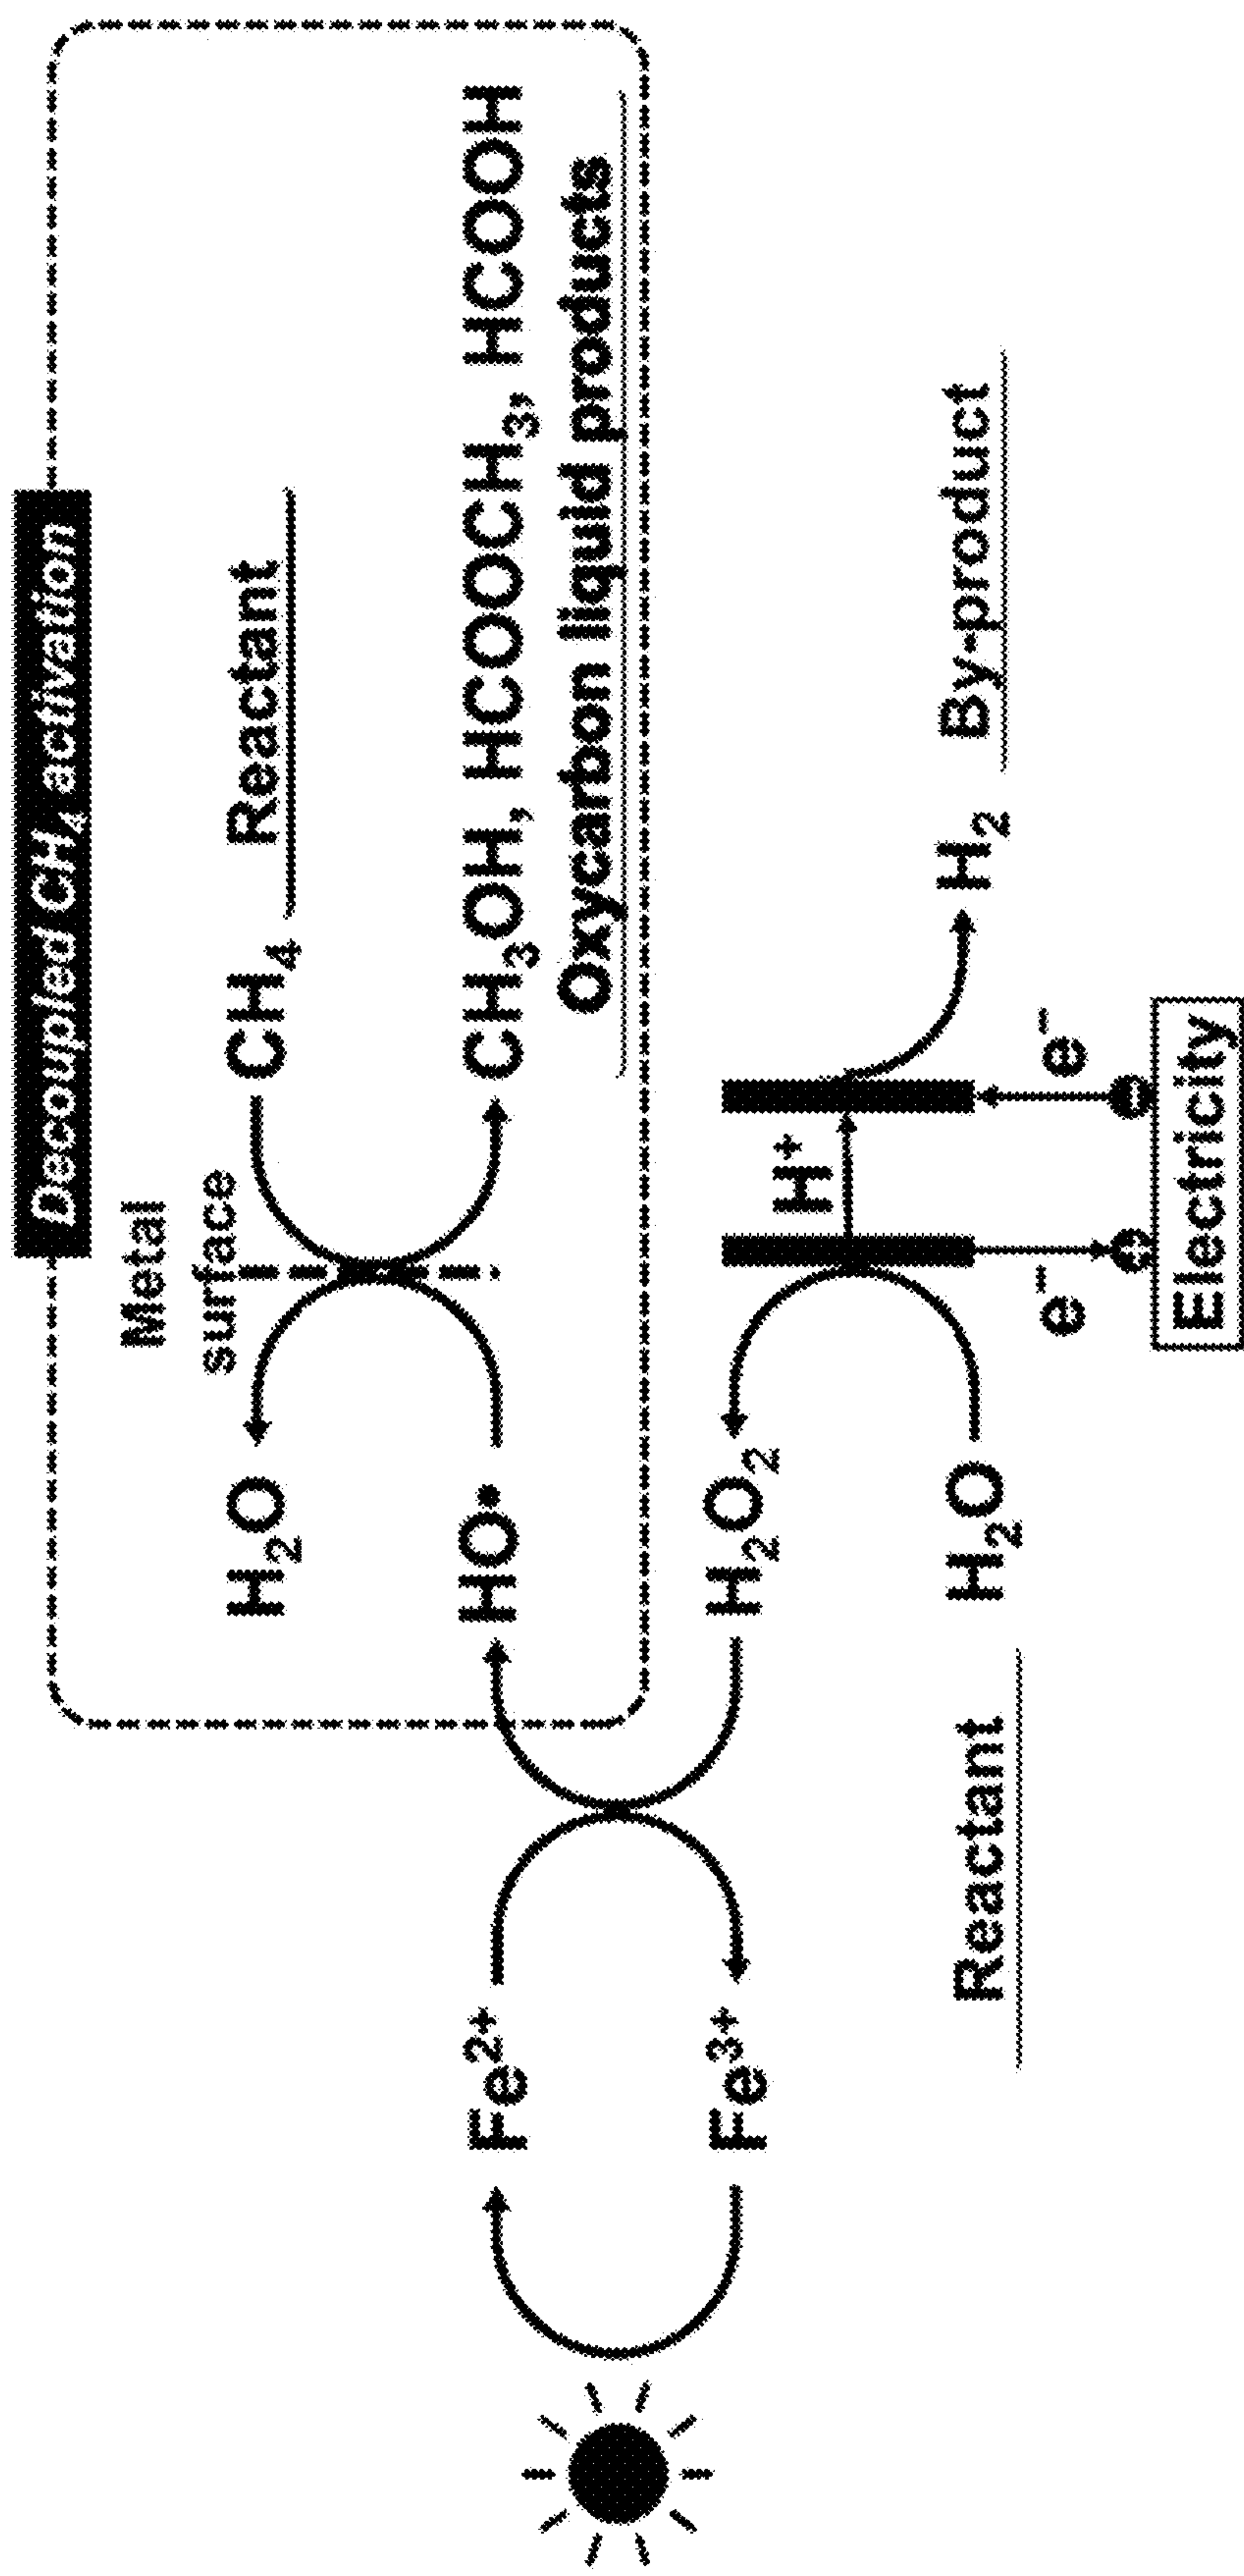 Decoupled CH4 activation
Metal
surface
H2O
CH4 Reactant
Fe2+
HO•
CH3OH, HCOOCH3, HCOOH
Oxycarbon liquid products
Fe3+
H2O2
H+
Reactant
H2O
H2 By-product
e−
e−
Electricity